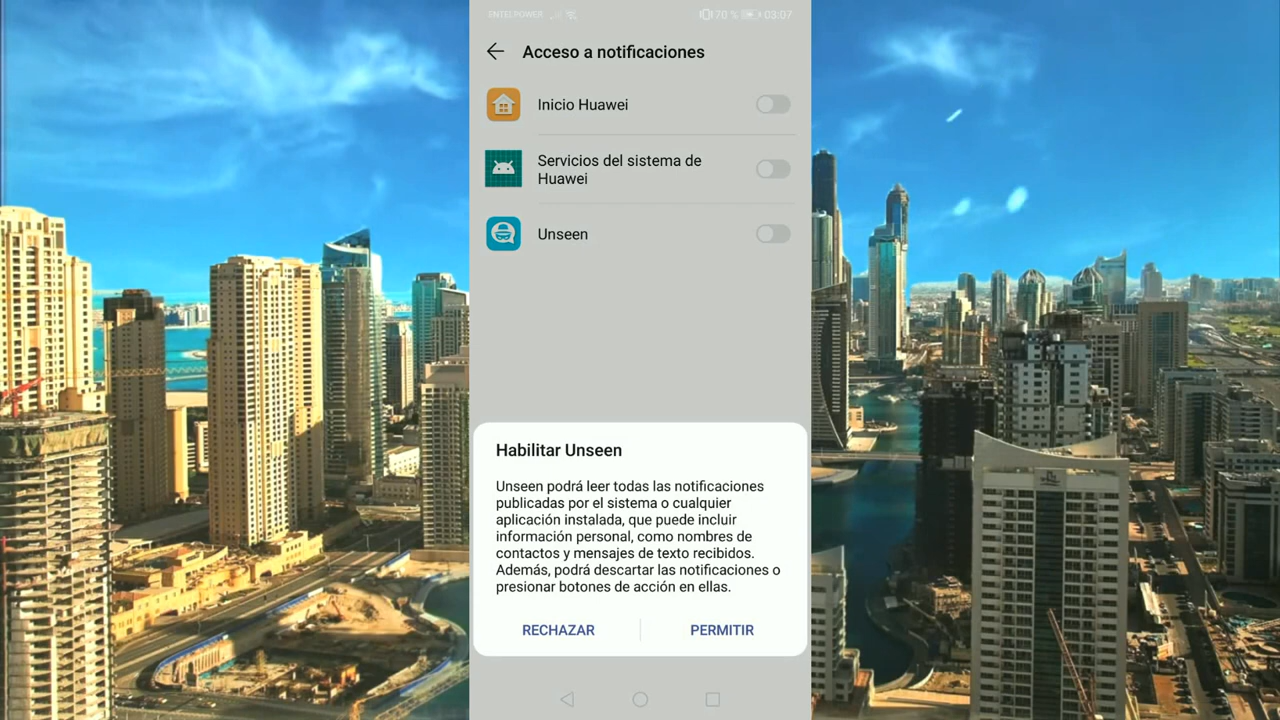 ENTELPOWER
70 %
03:07
Acceso a notificaciones
Inicio Huawei
Servicios del sistema de
Huawei
Unseen
Habilitar Unseen
Unseen podrá leer todas las notificaciones
publicadas por el sistema o cualquier
aplicación instalada, que puede incluir
información personal, como nombres de
contactos y mensajes de texto recibidos.
Además, podrá descartar las notificaciones o
presionar botones de acción en ellas.
RECHAZAR
PERMITIR